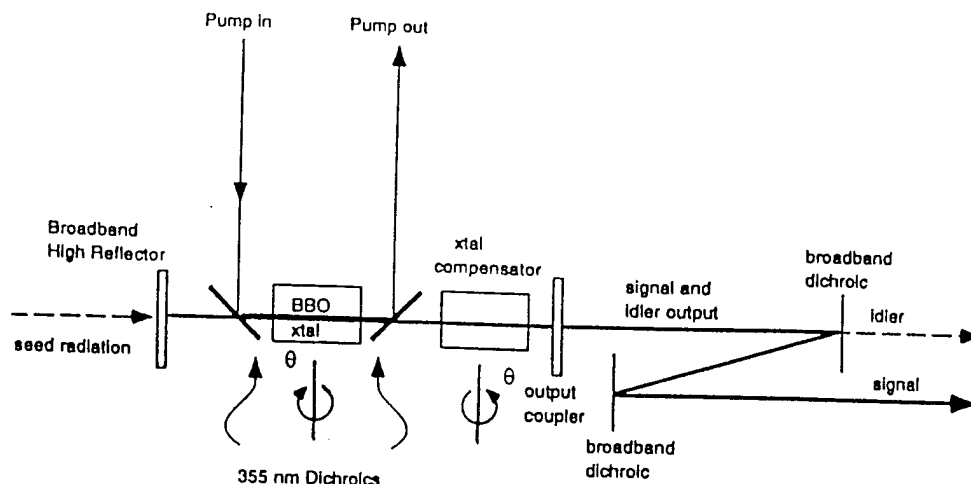 Pump in
Pump out
Broadband
High Reflector
xtal
compensator
broadband
dichroic
BBO
xtal
signal and
idler output
idler
seed radiation
θ
θ
output
coupler
signal
broadband
dichroic
355 nm Dichroics